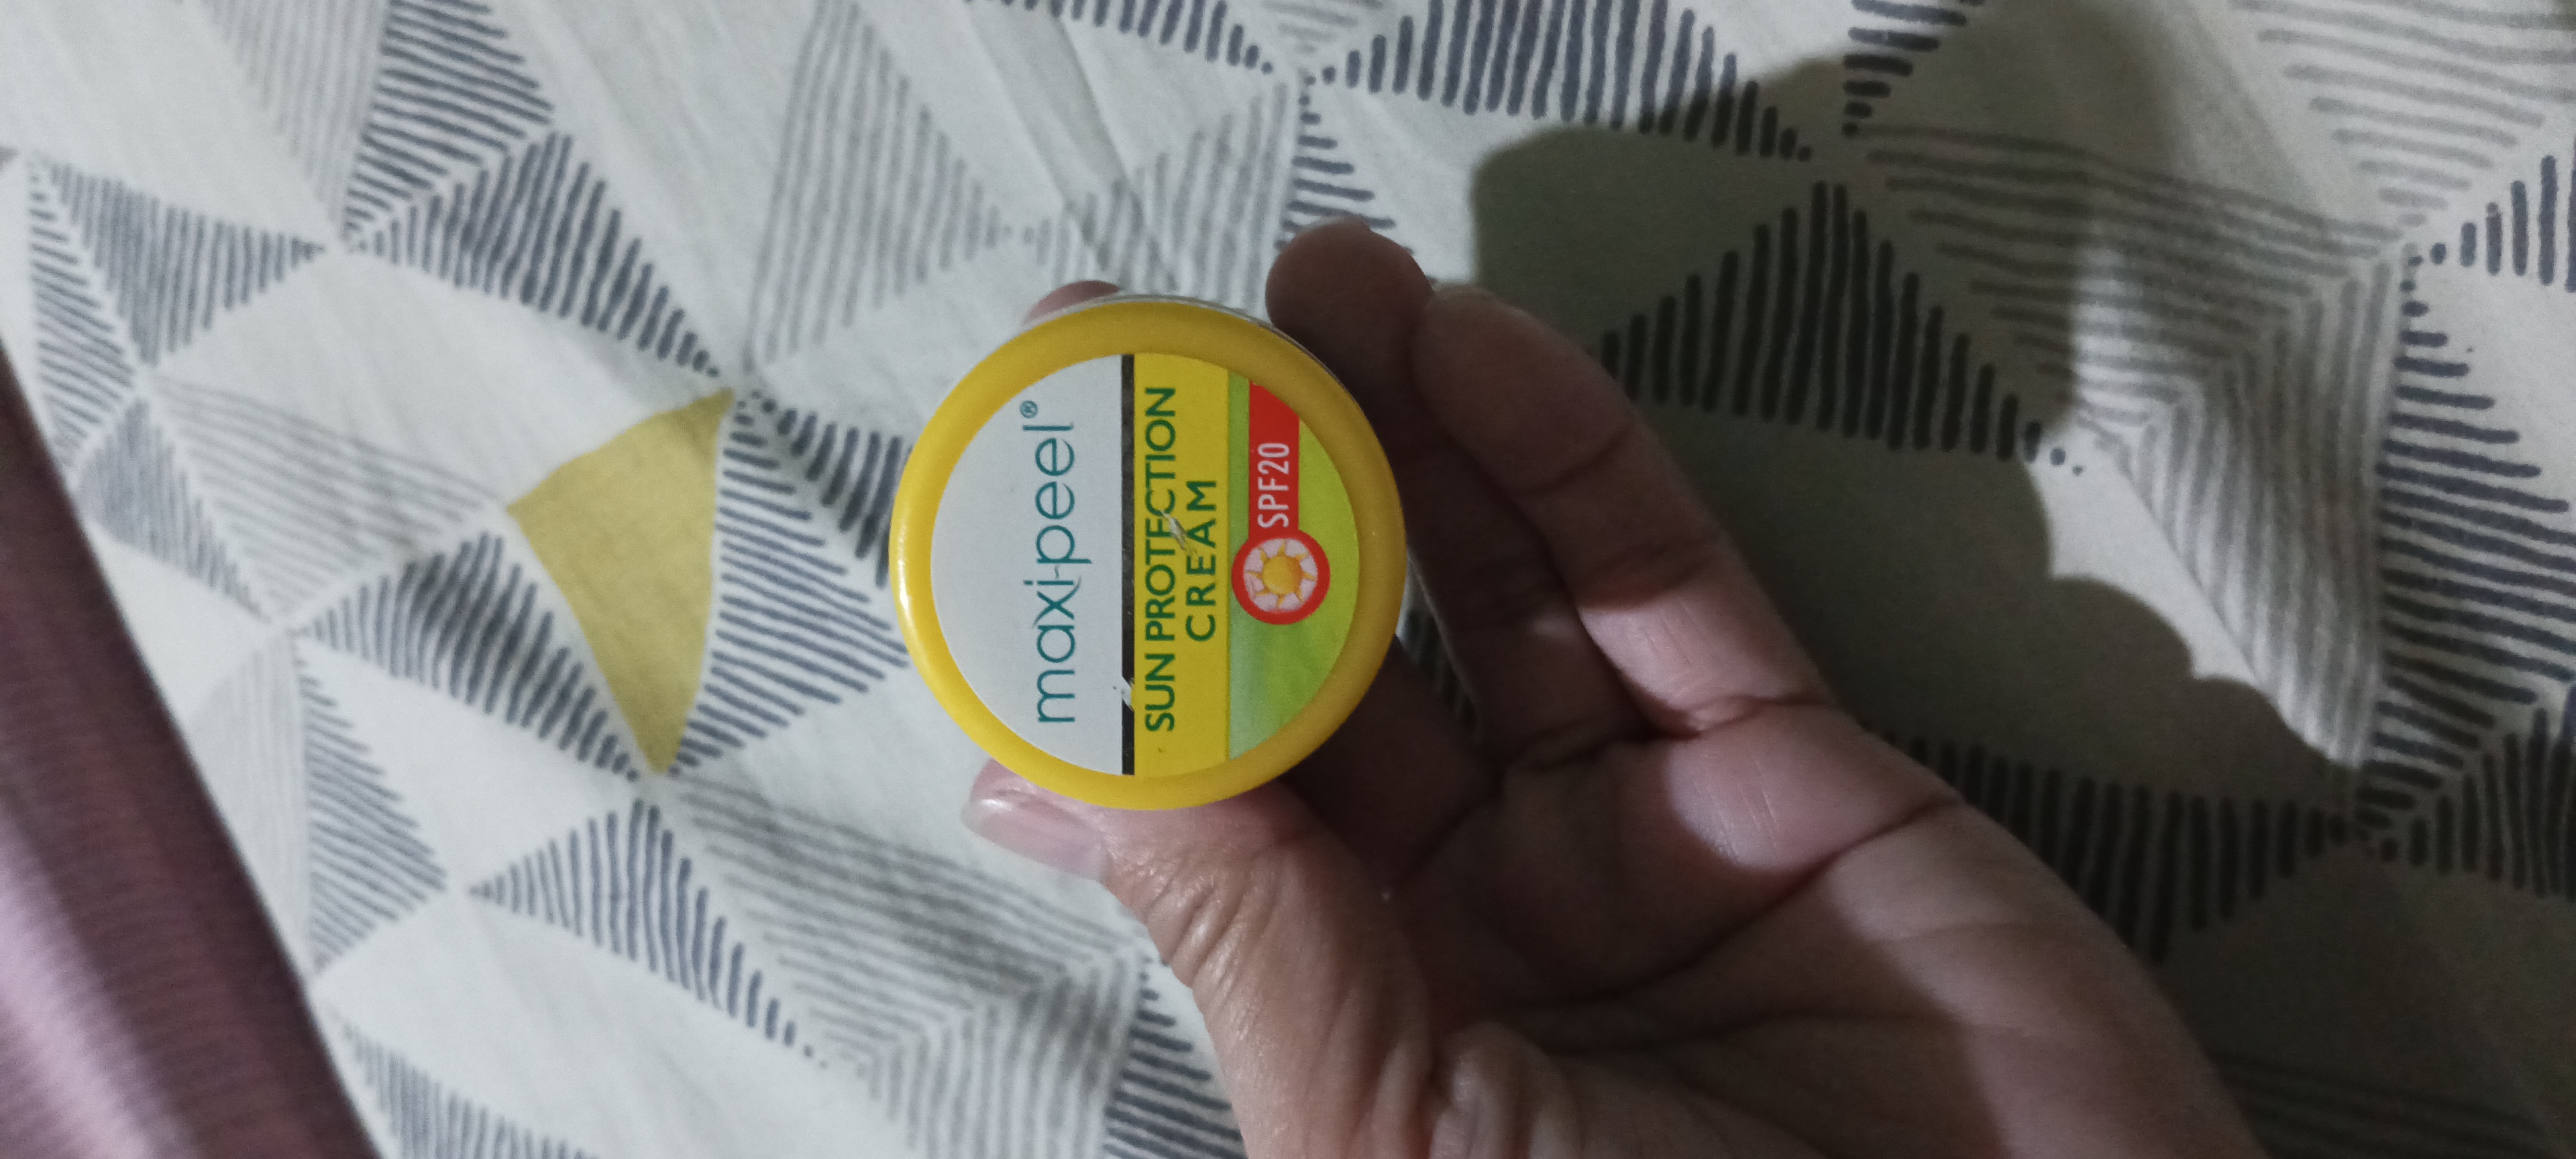 maxi-peel®
SUN PROTECTION
CREAM
SPF20